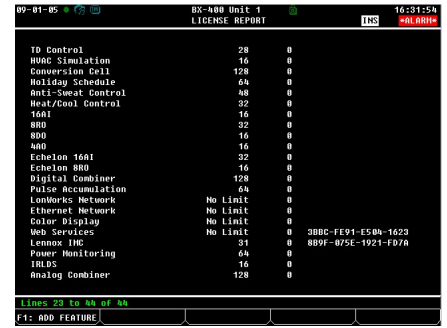 09-01-05 BX-400 Unit 1 16:31:54
LICENSE REPORT INS *ALARM*
TD Control 28 0
HVAC Simulation 16 0
Conversion Cell 128 0
Holiday Schedule 64 0
Anti-Sweat Control 48 0
Heat/Cool Control 32 0
16AI 16 0
8RO 32 0
8DO 16 0
4AO 16 0
Echelon 16AI 32 0
Echelon 8RO 16 0
Digital Combiner 128 0
Pulse Accumulation 64 0
LonWorks Network No Limit 0
Ethernet Network No Limit 0
Color Display No Limit 0
Web Services No Limit 0 3BBC-FE91-E504-1623
Lennox IMC 31 0 8B9F-075E-1921-FD7A
Power Monitoring 64 0
IRLDS 16 0
Analog Combiner 128 0
Lines 23 to 44 of 44
F1: ADD FEATURE